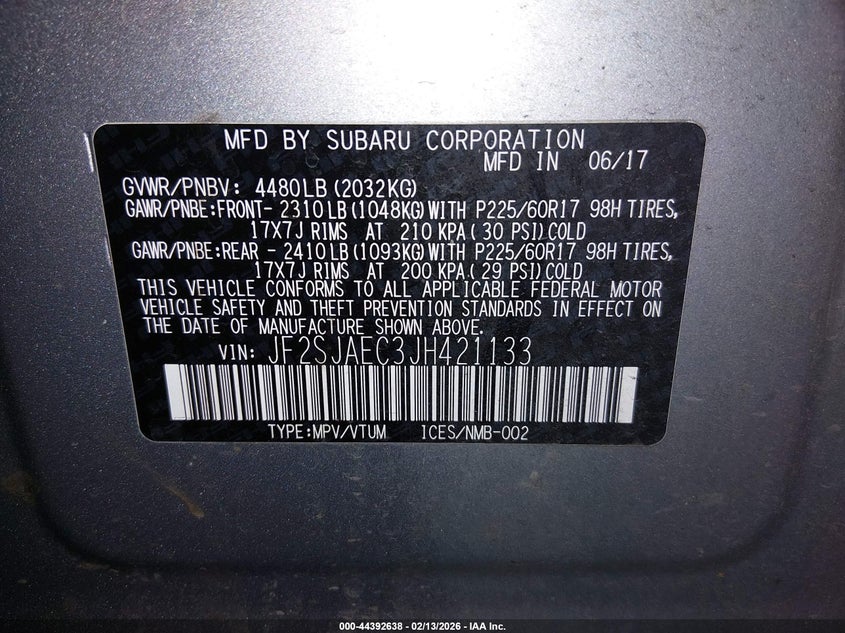 MFD BY SUBARU CORPORATION
MFD IN 06/17
GVWR/PNBV: 4480LB (2032KG)
GAWR/PNBE:FRONT- 2310LB (1048KG)WITH P225/60R17 98H TIRES,
17X7J RIMS AT 210 KPA (30 PSI)COLD
GAWR/PNBE:REAR - 2410LB (1093KG)WITH P225/60R17 98H TIRES,
17X7J RIMS AT 200 KPA (29 PSI)COLD
THIS VEHICLE CONFORMS TO ALL APPLICABLE FEDERAL MOTOR
VEHICLE SAFETY AND THEFT PREVENTION STANDARDS IN EFFECT ON
THE DATE OF MANUFACTURE SHOWN ABOVE.
VIN: JF2SJAEC3JH421133
TYPE:MPV/VTUM ICES/NMB-002
000-44392638 - 02/13/2026 - IAA Inc.